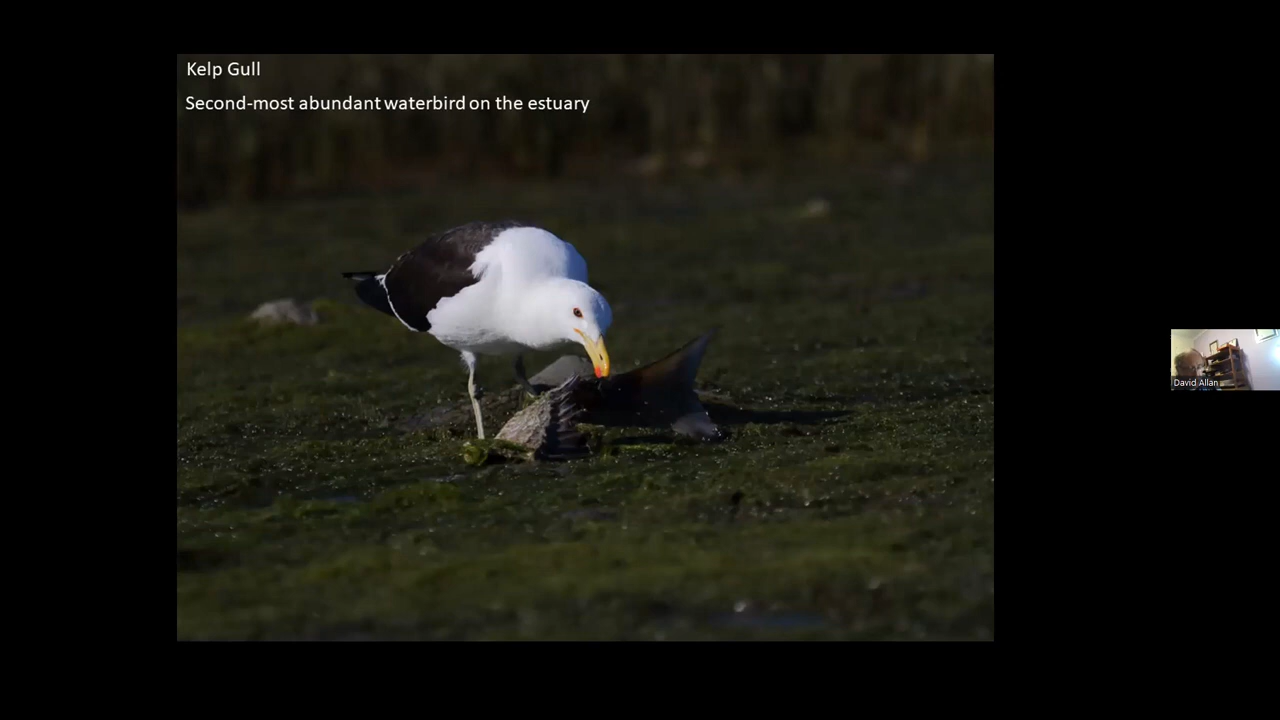 Kelp Gull
Second-most abundant waterbird on the estuary
David Allan